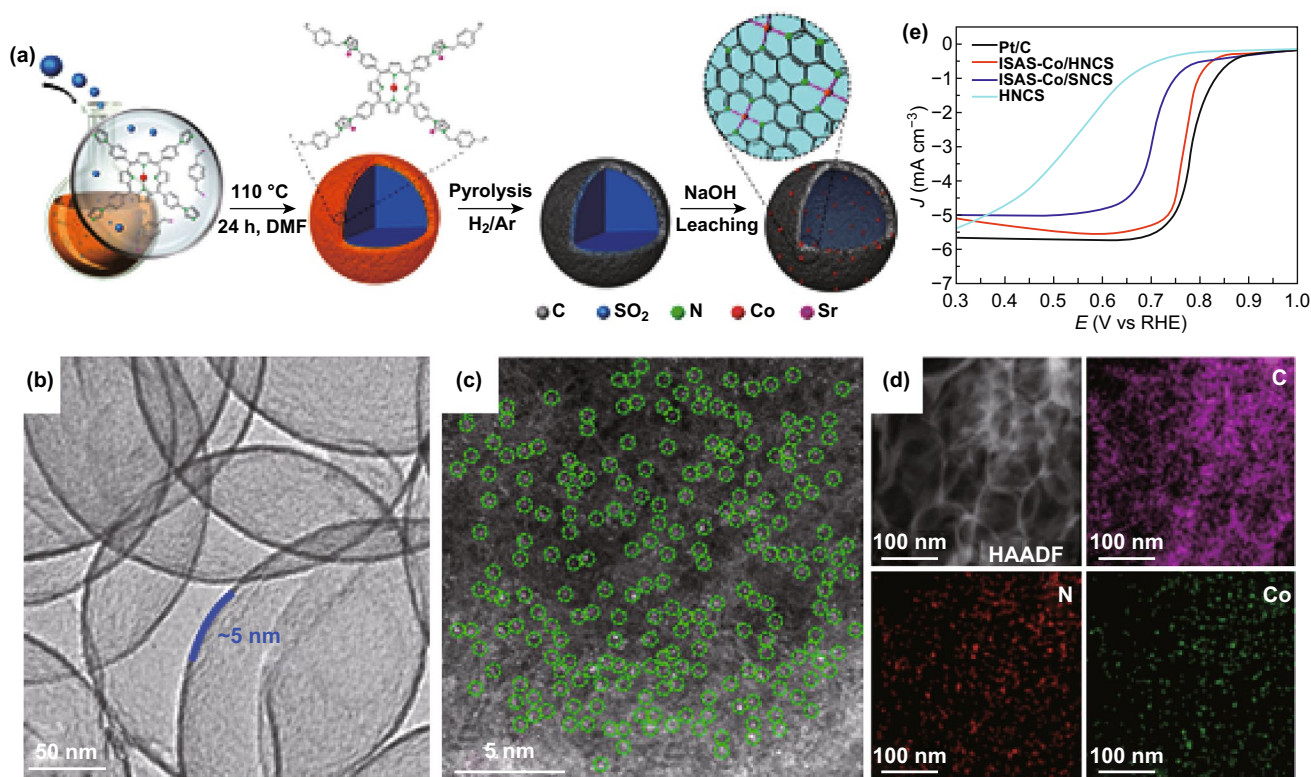 (a)
110 °C
24 h, DMF
Pyrolysis
H₂/Ar
NaOH
Leaching
C SO₂ N Co Sr
(e)
Pt/C
ISAS-Co/HNCS
ISAS-Co/SNCS
HNCS
0
−1
−2
−3
−4
−5
−6
−7
J (mA cm⁻³)
0.3 0.4 0.5 0.6 0.7 0.8 0.9 1.0
E (V vs RHE)
(b)
~5 nm
50 nm
(c)
5 nm
(d)
HAADF
100 nm
C
100 nm
N
100 nm
Co
100 nm